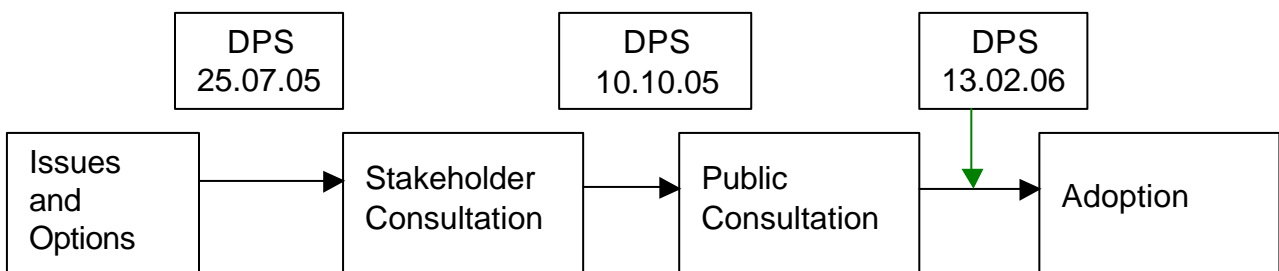 DPS
25.07.05
DPS
10.10.05
DPS
13.02.06
Issues
and
Options
Stakeholder
Consultation
Public
Consultation
Adoption